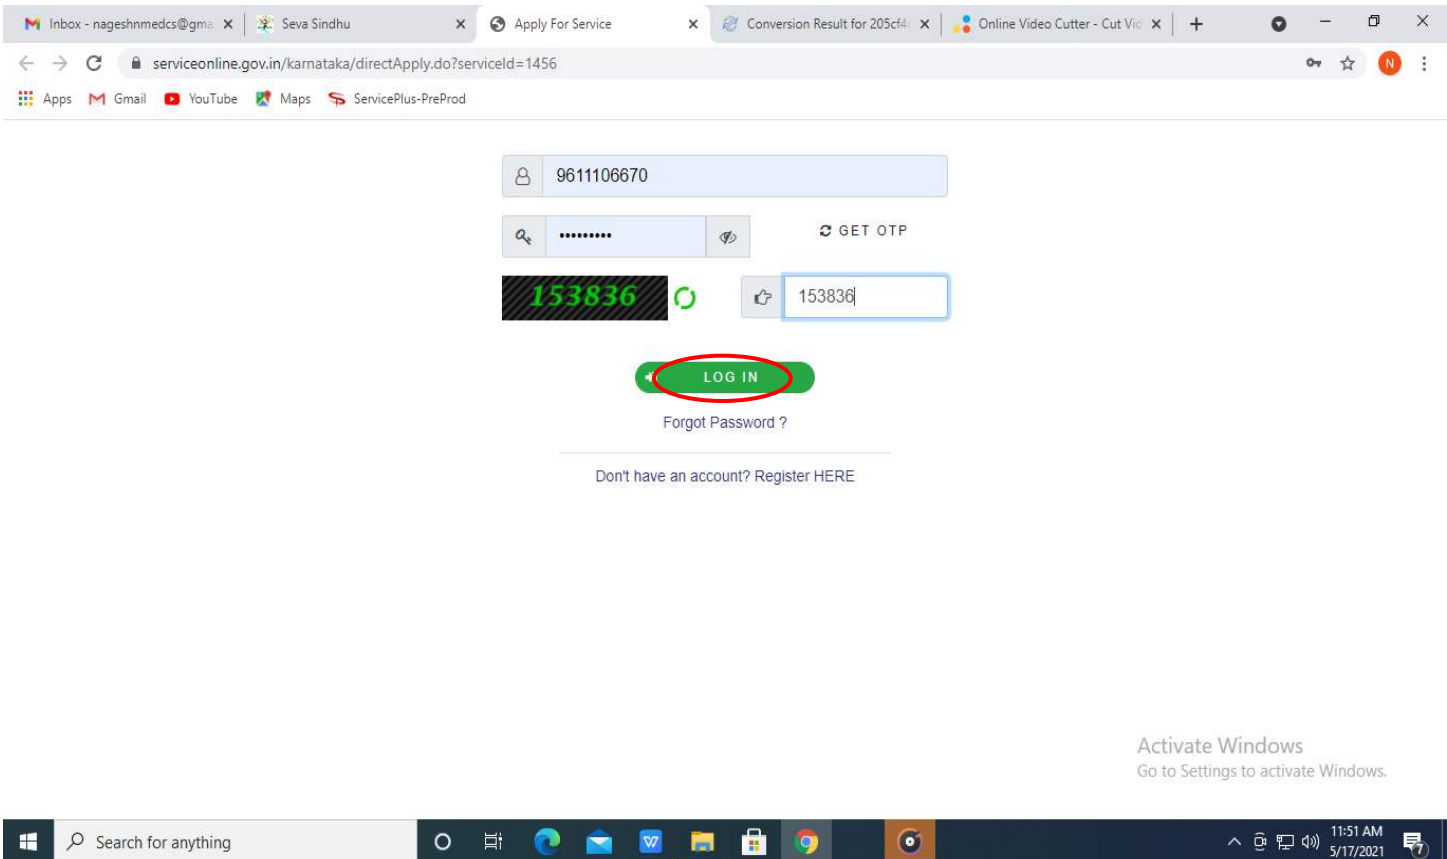 Inbox - nageshnmedcs@gma
Seva Sindhu
Apply For Service
Conversion Result for 205cf4
Online Video Cutter - Cut Vid
serviceonline.gov.in/karnataka/directApply.do?serviceId=1456
N
Apps
Gmail
YouTube
Maps
ServicePlus-PreProd
9611106670
GET OTP
153836
153836
LOG IN
Forgot Password ?
Don't have an account? Register HERE
Activate Windows
Go to Settings to activate Windows.
Search for anything
W
11:51 AM
5/17/2021
7